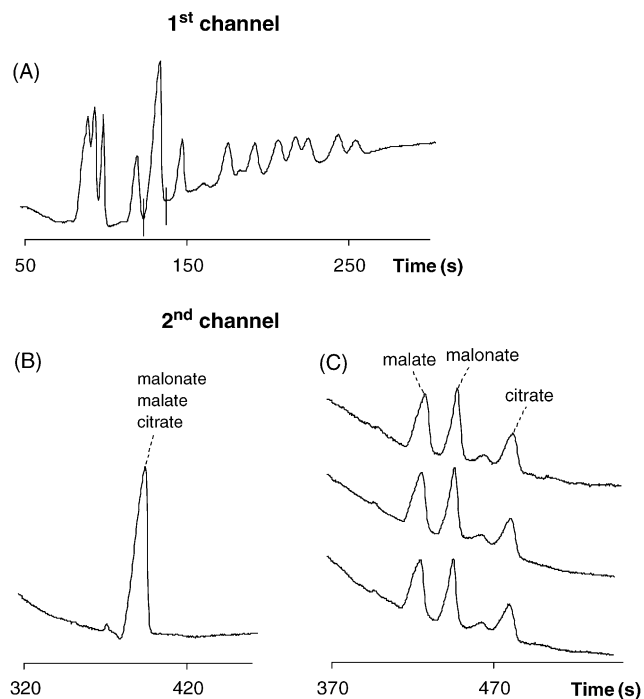 1st channel
(A)
50 150 250 Time (s)
2nd channel
(B)
malonate
malate
citrate
320 420
(C)
malate malonate
citrate
370 470 Time (s)